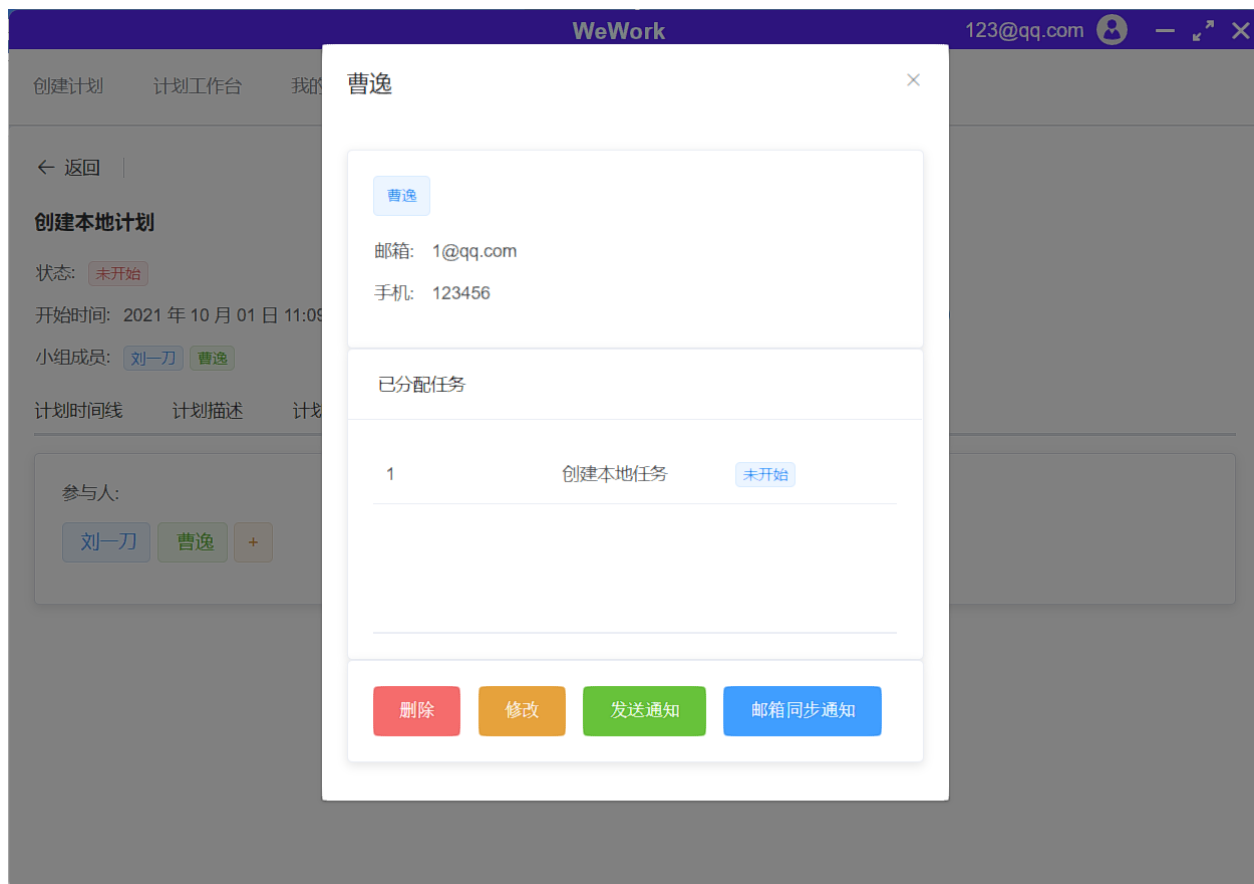 WeWork 123@qq.com
创建计划 计划工作台 我的
曹逸
← 返回
曹逸
创建本地计划
邮箱: 1@qq.com
状态: 未开始
手机: 123456
开始时间: 2021 年 10 月 01 日 11:09
小组成员: 刘一刀 曹逸
已分配任务
计划时间线 计划描述 计划
1 创建本地任务 未开始
参与人:
刘一刀 曹逸 +
删除 修改 发送通知 邮箱同步通知